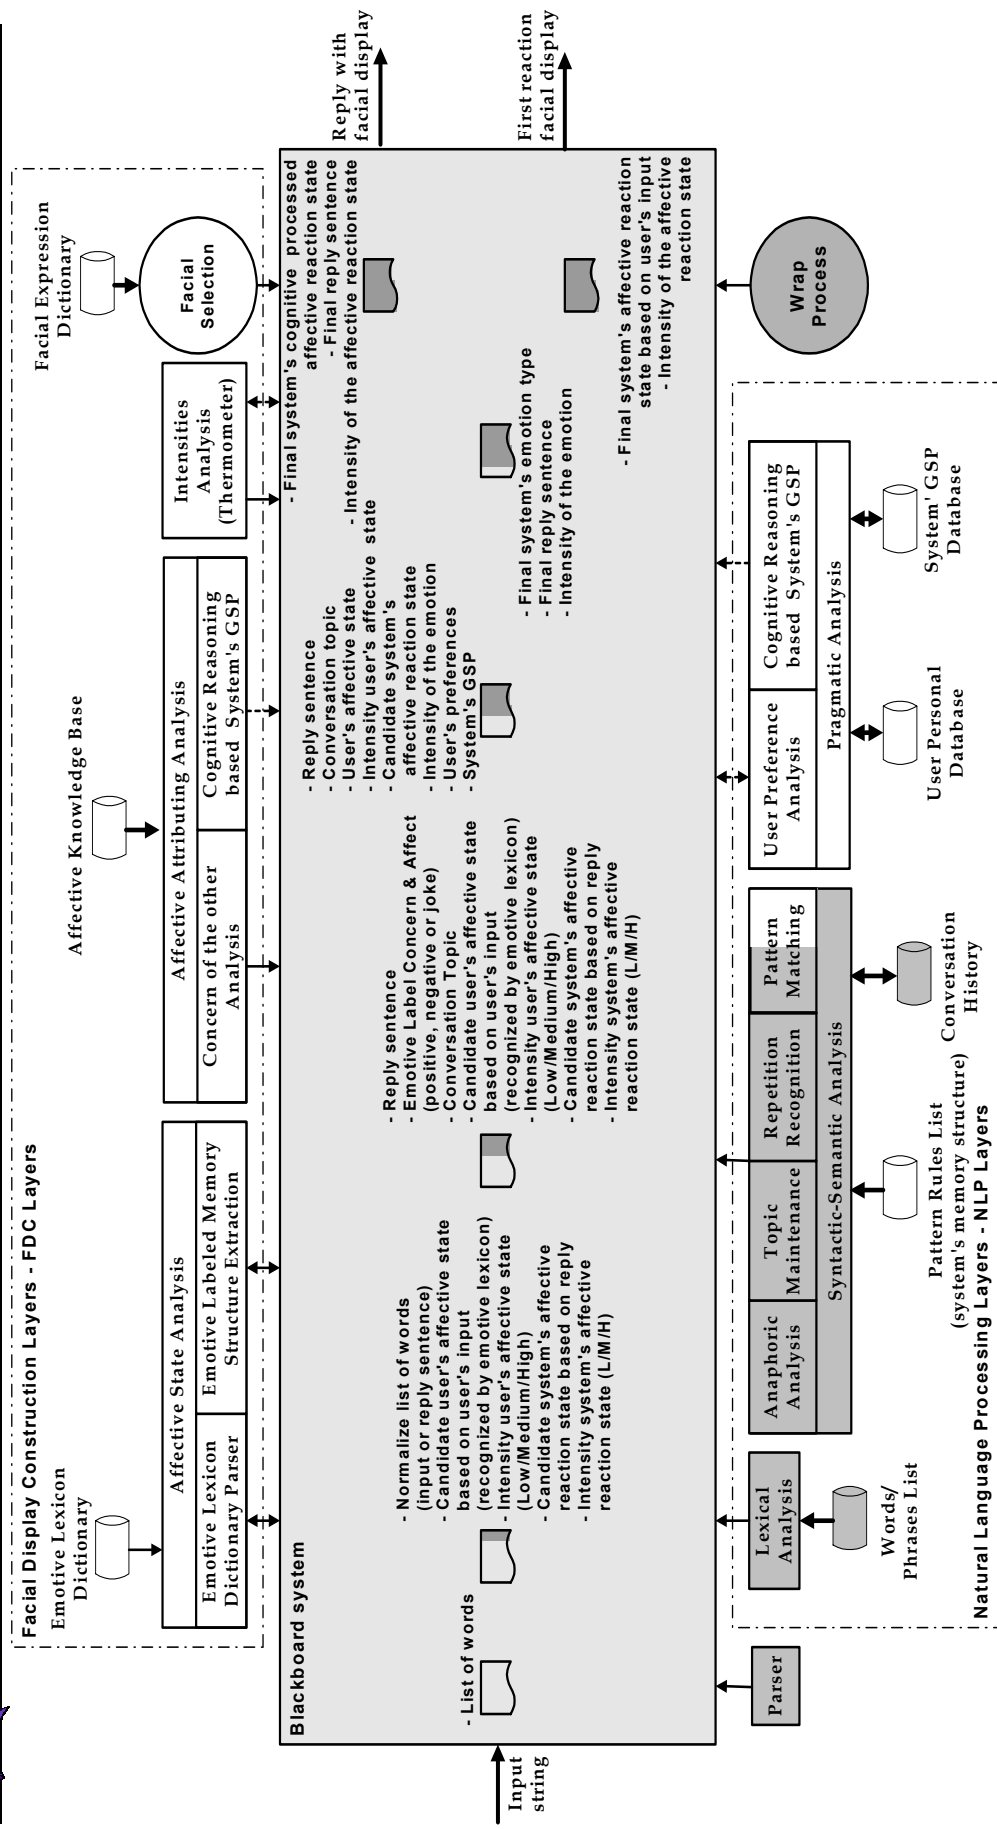 Facial Display Construction Layers - FDC Layers
Emotive Lexicon
Dictionary
Affective Knowledge Base
Facial Expression
Dictionary
Affective State Analysis
Emotive Lexicon
Dictionary Parser
Emotive Labeled Memory
Structure Extraction
Affective Attributing Analysis
Concern of the other
Analysis
Cognitive Reasoning
based System's GSP
Intensities
Analysis
(Thermometer)
Facial
Selection
Blackboard system
Input
string
- List of words
- Normalize list of words
(input or reply sentence)
- Candidate user's affective state
based on user's input
(recognized by emotive lexicon)
- Intensity user's affective state
(Low/Medium/High)
- Candidate system's affective
reaction state based on reply
- Intensity system's affective
reaction state (L/M/H)
- Reply sentence
- Emotive Label Concern & Affect
(positive, negative or joke)
- Conversation Topic
- Candidate user's affective state
based on user's input
(recognized by emotive lexicon)
- Intensity user's affective state
(Low/Medium/High)
- Candidate system's affective
reaction state based on reply
- Intensity system's affective
reaction state (L/M/H)
- Reply sentence
- Conversation topic
- User's affective state
- Intensity user's affective state
- Candidate system's
affective reaction state
- Intensity of the emotion
- User's preferences
- System's GSP
- Final system's emotion type
- Final reply sentence
- Intensity of the emotion
- Final system's cognitive processed
affective reaction state
- Final reply sentence
- Intensity of the affective reaction state
- Final system's affective reaction
state based on user's input
- Intensity of the affective
reaction state
Reply with
facial display
First reaction
facial display
Parser
Lexical
Analysis
Words/
Phrases List
Anaphoric
Analysis
Topic
Maintenance
Repetition
Recognition
Pattern
Matching
Syntactic-Semantic Analysis
Pattern Rules List
(system's memory structure)
Conversation
History
User Preference
Analysis
Cognitive Reasoning
based System's GSP
Pragmatic Analysis
User Personal
Database
System' GSP
Database
Wrap
Process
Natural Language Processing Layers - NLP Layers